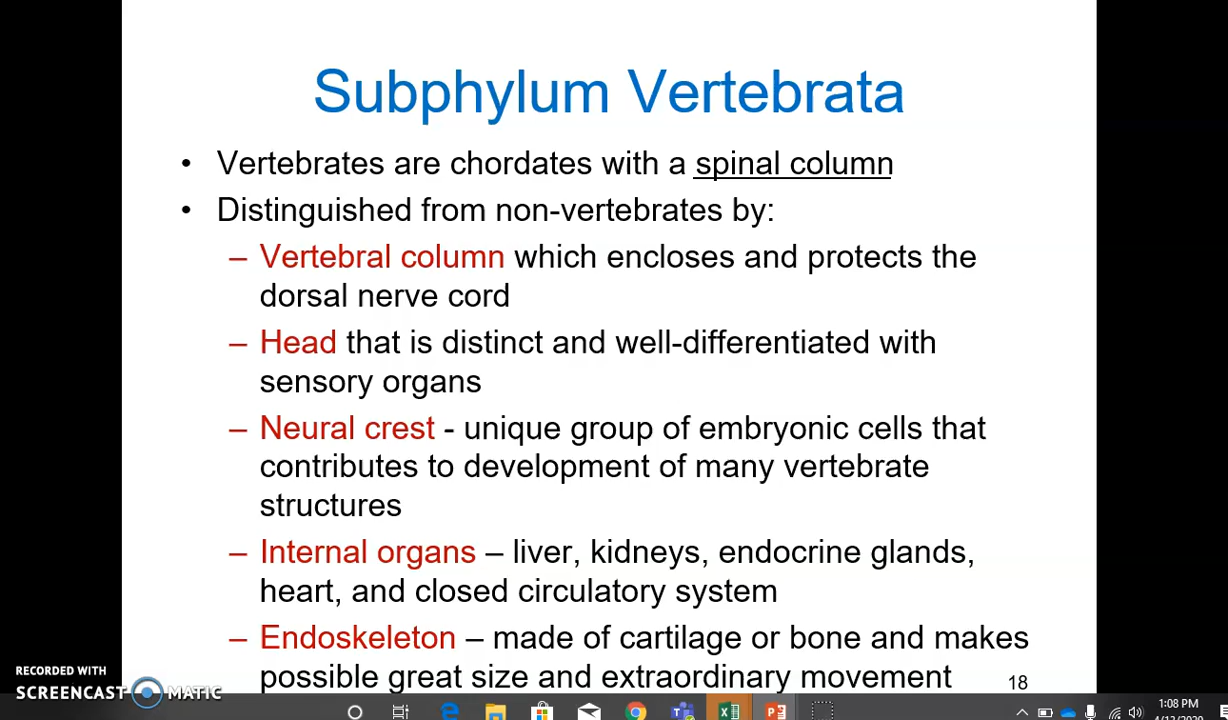 Subphylum Vertebrata
• Vertebrates are chordates with a spinal column
• Distinguished from non-vertebrates by:
– Vertebral column which encloses and protects the
dorsal nerve cord
– Head that is distinct and well-differentiated with
sensory organs
– Neural crest - unique group of embryonic cells that
contributes to development of many vertebrate
structures
– Internal organs – liver, kidneys, endocrine glands,
heart, and closed circulatory system
– Endoskeleton – made of cartilage or bone and makes
possible great size and extraordinary movement
18
RECORDED WITH
SCREENCAST MATIC
1:08 PM